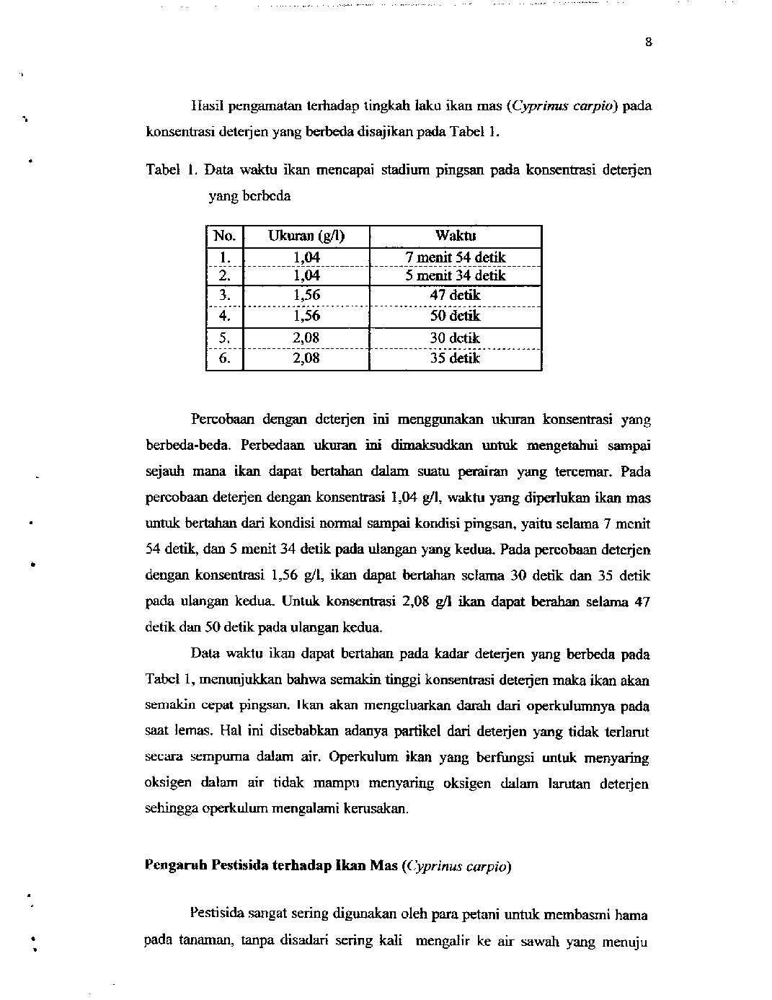 8
Hasil pengamatan terhadap tingkah laku ikan mas (Cyprinus carpio) pada
konsentrasi deterjen yang berbeda disajikan pada Tabel 1.
Tabel 1. Data waktu ikan mencapai stadium pingsan pada konsentrasi deterjen
yang berbeda
No. Ukuran (g/l) Waktu
1. 1,04 7 menit 54 detik
2. 1,04 5 menit 34 detik
3. 1,56 47 detik
4. 1,56 50 detik
5. 2,08 30 detik
6. 2,08 35 detik
Percobaan dengan deterjen ini menggunakan ukuran konsentrasi yang
berbeda-beda. Perbedaan ukuran ini dimaksudkan untuk mengetahui sampai
sejauh mana ikan dapat bertahan dalam suatu perairan yang tercemar. Pada
percobaan deterjen dengan konsentrasi 1,04 g/l, waktu yang diperlukan ikan mas
untuk bertahan dari kondisi normal sampai kondisi pingsan, yaitu selama 7 menit
54 detik, dan 5 menit 34 detik pada ulangan yang kedua. Pada percobaan deterjen
dengan konsentrasi 1,56 g/l, ikan dapat bertahan selama 30 detik dan 35 detik
pada ulangan kedua. Untuk konsentrasi 2,08 g/l ikan dapat berahan selama 47
detik dan 50 detik pada ulangan kedua.
Data waktu ikan dapat bertahan pada kadar deterjen yang berbeda pada
Tabel 1, menunjukkan bahwa semakin tinggi konsentrasi deterjen maka ikan akan
semakin cepat pingsan. Ikan akan mengeluarkan darah dari operkulumnya pada
saat lemas. Hal ini disebabkan adanya partikel dari deterjen yang tidak terlarut
secara sempurna dalam air. Operkulum ikan yang berfungsi untuk menyaring
oksigen dalam air tidak mampu menyaring oksigen dalam larutan deterjen
sehingga operkulum mengalami kerusakan.
Pengaruh Pestisida terhadap Ikan Mas (Cyprinus carpio)
Pestisida sangat sering digunakan oleh para petani untuk membasmi hama
pada tanaman, tanpa disadari sering kali mengalir ke air sawah yang menuju